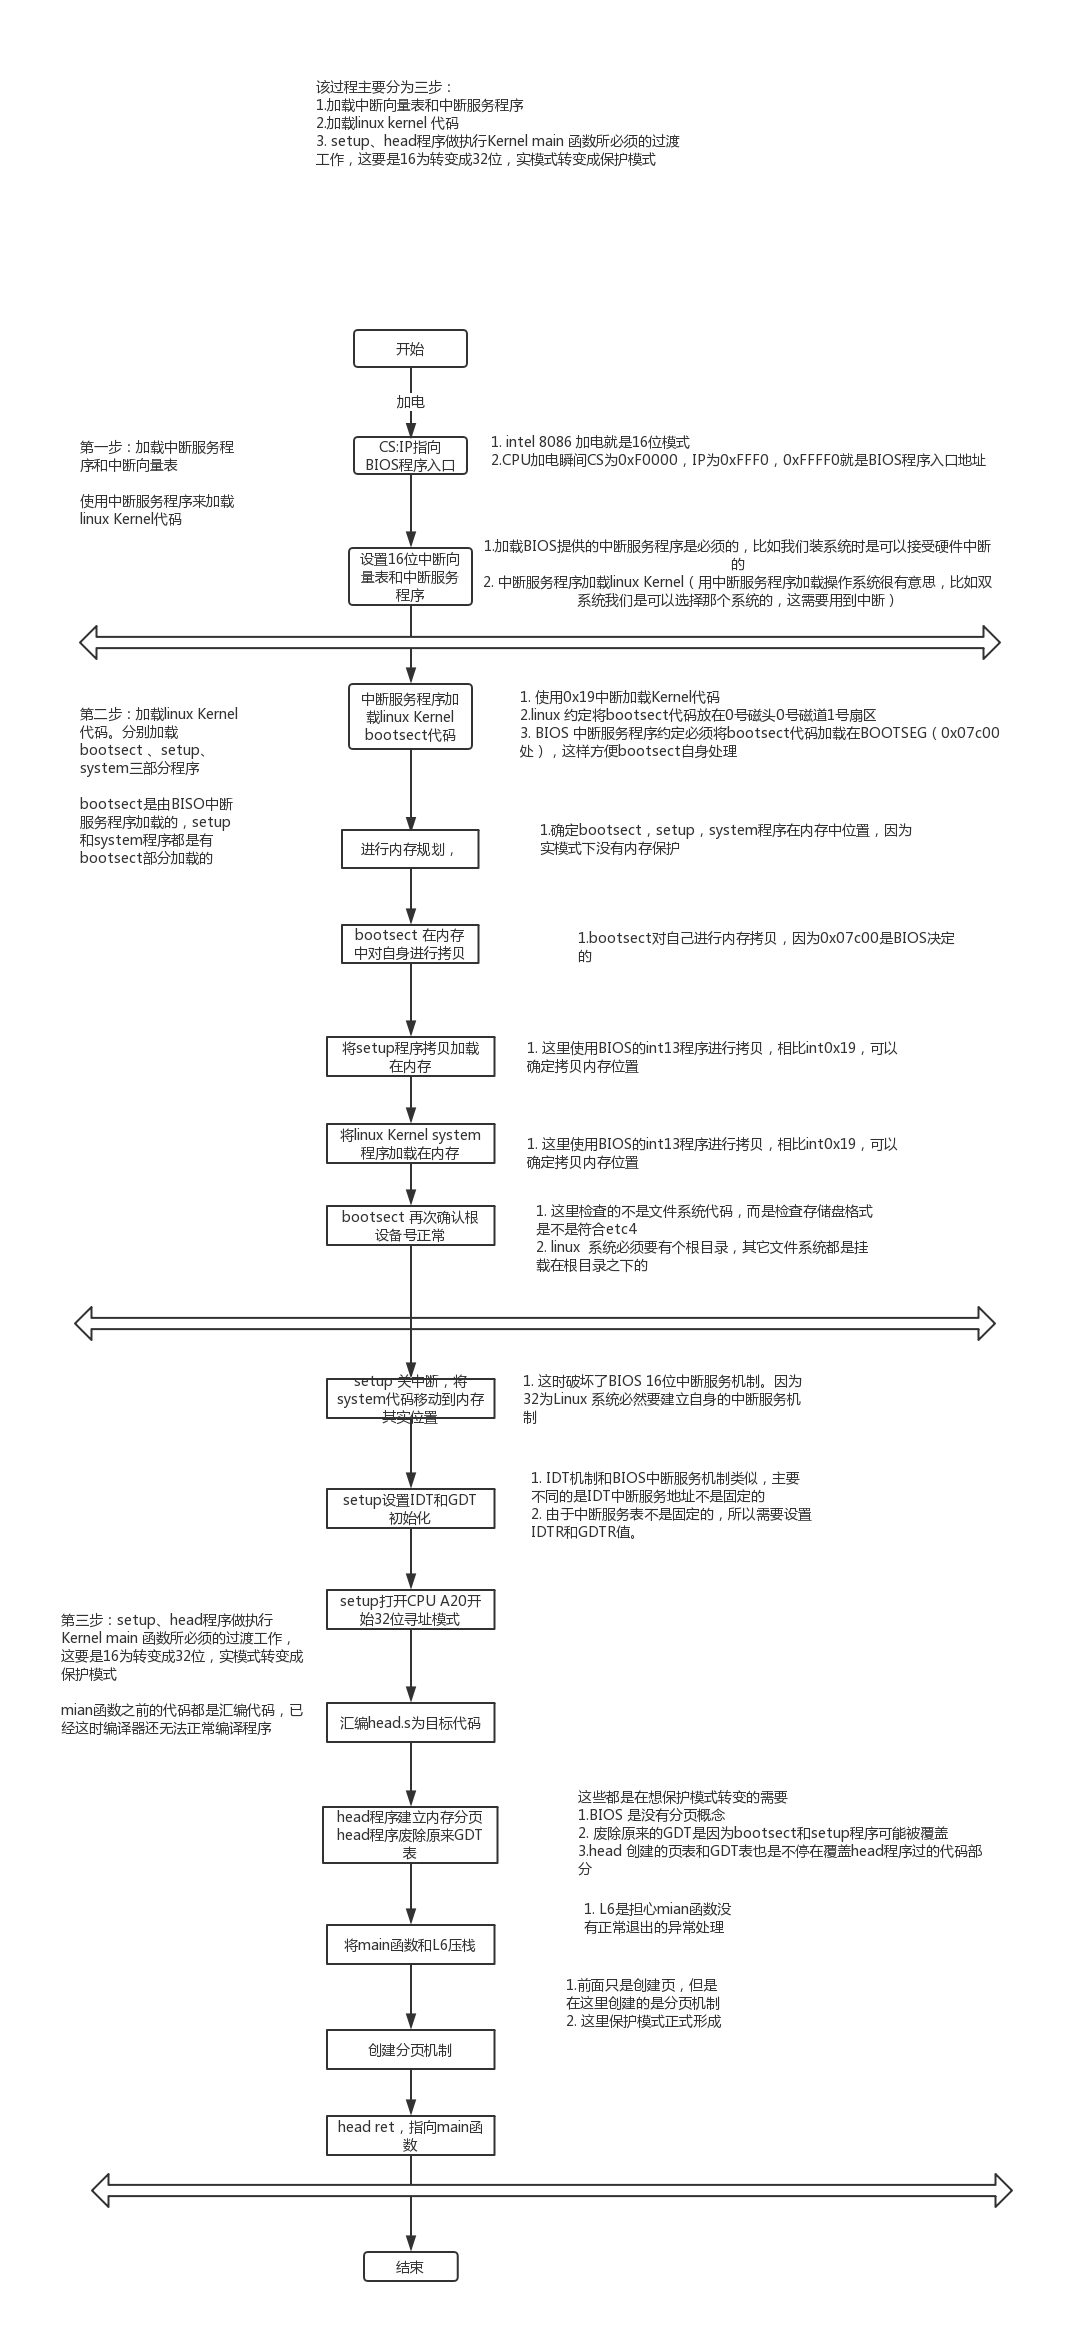 该过程主要分为三步：
1.加载中断向量表和中断服务程序
2.加载linux kernel 代码
3. setup、head程序做执行Kernel main 函数所必须的过渡
工作，这要是16为转变成32位，实模式转变成保护模式
开始
加电
第一步：加载中断服务程
序和中断向量表
使用中断服务程序来加载
linux Kernel代码
CS:IP指向
BIOS程序入口
1. intel 8086 加电就是16位模式
2.CPU加电瞬间CS为0xF0000，IP为0xFFF0，0xFFFF0就是BIOS程序入口地址
设置16位中断向
量表和中断服务
程序
1.加载BIOS提供的中断服务程序是必须的，比如我们装系统时是可以接受硬件中断
的
2. 中断服务程序加载linux Kernel（用中断服务程序加载操作系统很有意思，比如双
系统我们是可以选择那个系统的，这需要用到中断）
第二步：加载linux Kernel
代码。分别加载
bootsect 、setup、
system三部分程序
bootsect是由BISO中断
服务程序加载的，setup
和system程序都是有
bootsect部分加载的
中断服务程序加
载linux Kernel
bootsect代码
1. 使用0x19中断加载Kernel代码
2.linux 约定将bootsect代码放在0号磁头0号磁道1号扇区
3. BIOS 中断服务程序约定必须将bootsect代码加载在BOOTSEG（0x07c00
处），这样方便bootsect自身处理
进行内存规划，
1.确定bootsect，setup，system程序在内存中位置，因为
实模式下没有内存保护
bootsect 在内存
中对自身进行拷贝
1.bootsect对自己进行内存拷贝，因为0x07c00是BIOS决定
的
将setup程序拷贝加载
在内存
1. 这里使用BIOS的int13程序进行拷贝，相比int0x19，可以
确定拷贝内存位置
将linux Kernel system
程序加载在内存
1. 这里使用BIOS的int13程序进行拷贝，相比int0x19，可以
确定拷贝内存位置
bootsect 再次确认根
设备号正常
1. 这里检查的不是文件系统代码，而是检查存储盘格式
是不是符合etc4
2. linux  系统必须要有个根目录，其它文件系统都是挂
载在根目录之下的
setup 关中断，将
system代码移动到内存
其实位置
1. 这时破坏了BIOS 16位中断服务机制。因为
32为Linux 系统必然要建立自身的中断服务机
制
setup设置IDT和GDT
初始化
1. IDT机制和BIOS中断服务机制类似，主要
不同的是IDT中断服务地址不是固定的
2. 由于中断服务表不是固定的，所以需要设置
IDTR和GDTR值。
setup打开CPU A20开
始32位寻址模式
第三步：setup、head程序做执行
Kernel main 函数所必须的过渡工作，
这要是16为转变成32位，实模式转变成
保护模式
mian函数之前的代码都是汇编代码，已
经这时编译器还无法正常编译程序
汇编head.s为目标代码
head程序建立内存分页
head程序废除原来GDT
表
这些都是在想保护模式转变的需要
1.BIOS 是没有分页概念
2. 废除原来的GDT是因为bootsect和setup程序可能被覆盖
3.head 创建的页表和GDT表也是不停在覆盖head程序过的代码部
分
将main函数和L6压栈
1. L6是担心mian函数没
有正常退出的异常处理
1.前面只是创建页，但是
在这里创建的是分页机制
2. 这里保护模式正式形成
创建分页机制
head ret，指向main函
数
结束